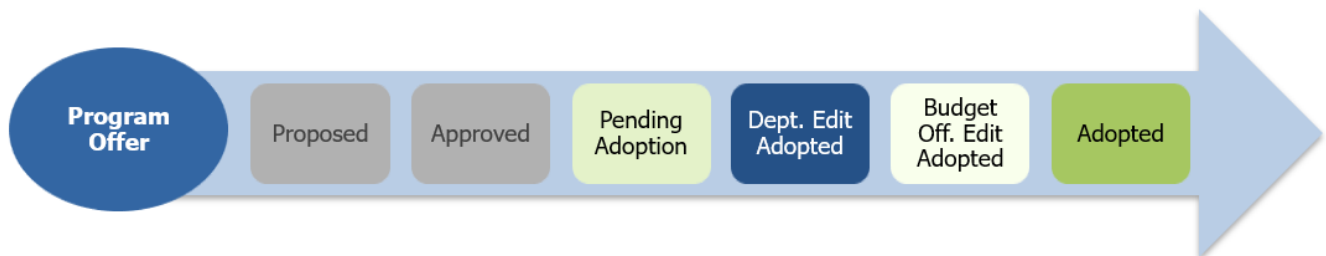 Program
Offer
Proposed
Approved
Pending
Adoption
Dept. Edit
Adopted
Budget
Off. Edit
Adopted
Adopted